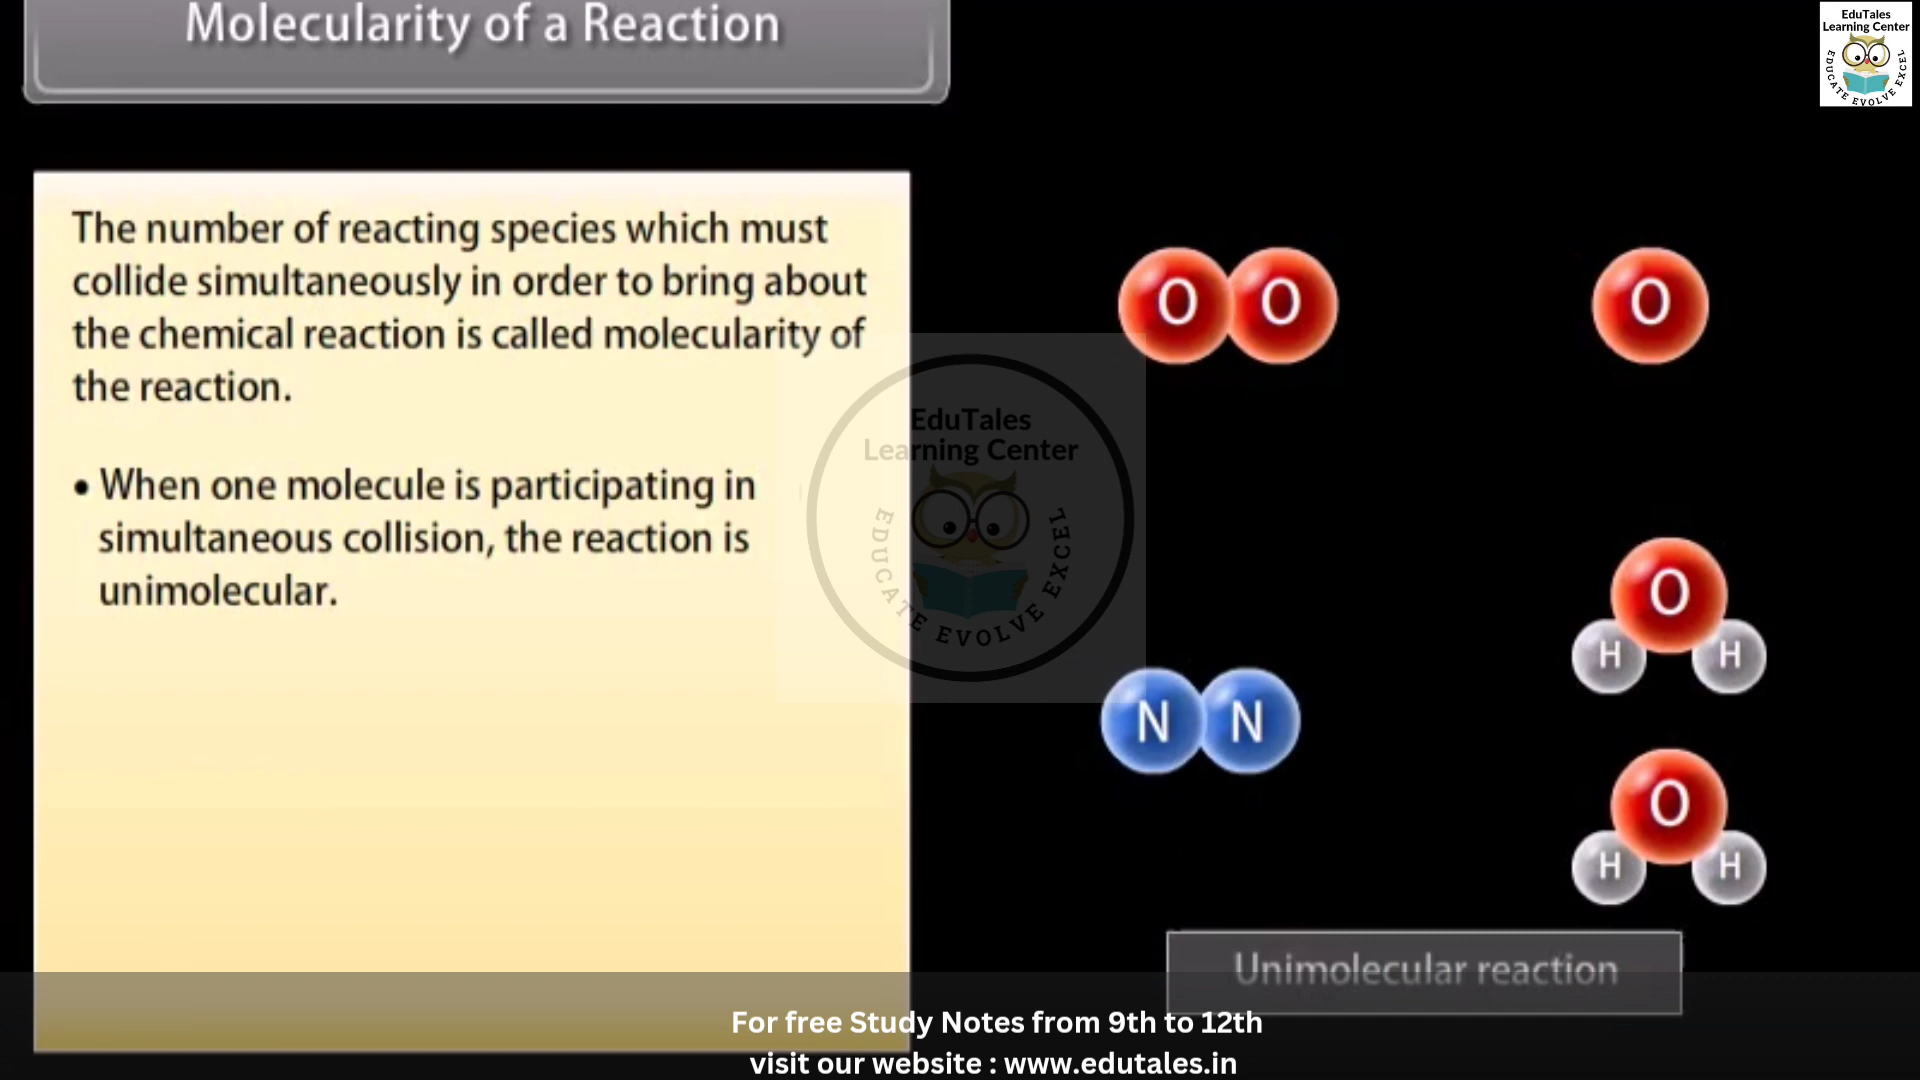 Molecularity of a Reaction
EduTales
Learning Center
EDUCATE EVOLVE EXCEL
The number of reacting species which must
collide simultaneously in order to bring about
the chemical reaction is called molecularity of
the reaction.
• When one molecule is participating in
simultaneous collision, the reaction is
unimolecular.
O O
O
EduTales
Learning Center
EDUCATE EVOLVE EXCEL
O
H H
N N
O
H H
Unimolecular reaction
For free Study Notes from 9th to 12th
visit our website : www.edutales.in